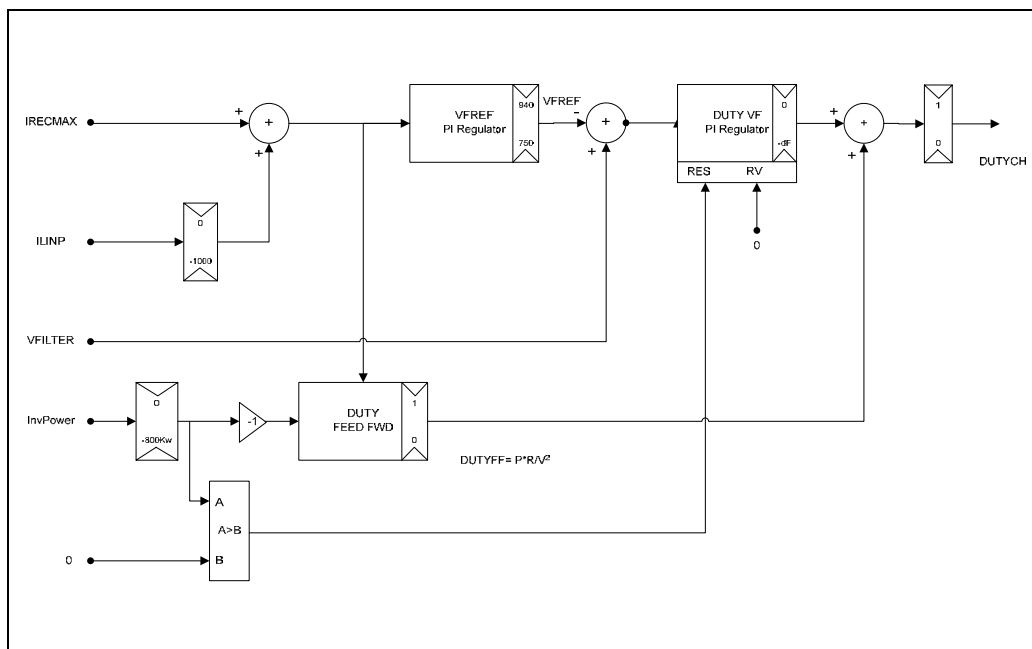 IRECMAX
+
+
+
VFREF
PI Regulator
940
750
VFREF
-
+
+
DUTY VF
PI Regulator
0
-dF
RES
RV
0
+
+
+
1
0
DUTYCH
ILINP
0
-1000
VFILTER
InvPower
0
-800Kw
-1
DUTY
FEED FWD
1
0
DUTYFF= P*R/V²
A
A>B
B
0